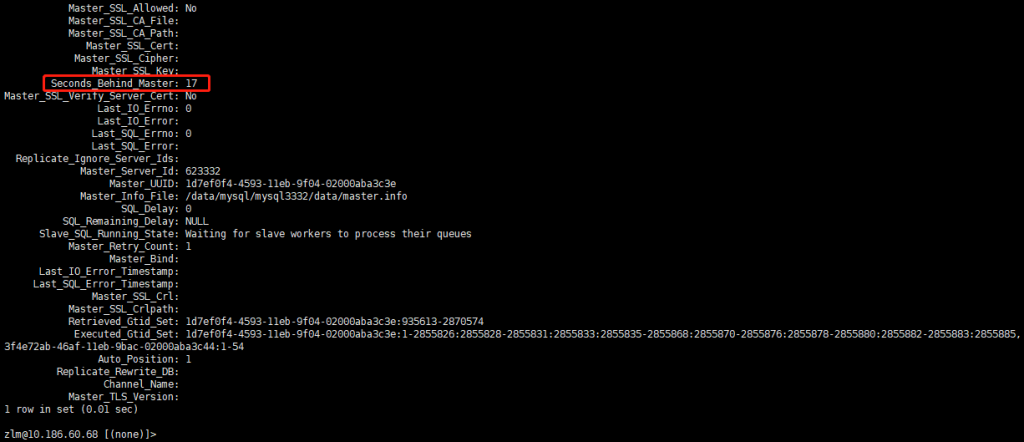 Master_SSL_Allowed: No
Master_SSL_CA_File:
Master_SSL_CA_Path:
Master_SSL_Cert:
Master_SSL_Cipher:
Master_SSL_Key:
Seconds_Behind_Master: 17
Master_SSL_Verify_Server_Cert: No
Last_IO_Errno: 0
Last_IO_Error:
Last_SQL_Errno: 0
Last_SQL_Error:
Replicate_Ignore_Server_Ids:
Master_Server_Id: 623332
Master_UUID: 1d7ef0f4-4593-11eb-9f04-02000aba3c3e
Master_Info_File: /data/mysql/mysql3332/data/master.info
SQL_Delay: 0
SQL_Remaining_Delay: NULL
Slave_SQL_Running_State: Waiting for slave workers to process their queues
Master_Retry_Count: 1
Master_Bind:
Last_IO_Error_Timestamp:
Last_SQL_Error_Timestamp:
Master_SSL_Crl:
Master_SSL_Crlpath:
Retrieved_Gtid_Set: 1d7ef0f4-4593-11eb-9f04-02000aba3c3e:935613-2870574
Executed_Gtid_Set: 1d7ef0f4-4593-11eb-9f04-02000aba3c3e:1-2855826:2855828-2855831:2855833:2855835-2855868:2855870-2855876:2855878-2855880:2855882-2855883:2855885,
3f4e72ab-46af-11eb-9bac-02000aba3c44:1-54
Auto_Position: 1
Replicate_Rewrite_DB:
Channel_Name:
Master_TLS_Version:
1 row in set (0.01 sec)
zlm@10.186.60.68 [(none)]>